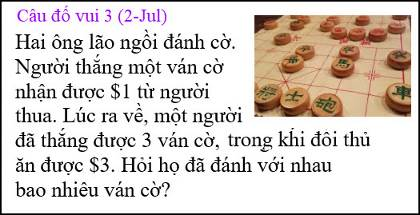 Câu đố vui 3 (2-Jul)
Hai ông lão ngồi đánh cờ.
Người thắng một ván cờ
nhận được $1 từ người
thua. Lúc ra về, một người
đã thắng được 3 ván cờ, trong khi đôi thủ
ăn được $3. Hỏi họ đã đánh với nhau
bao nhiêu ván cờ?